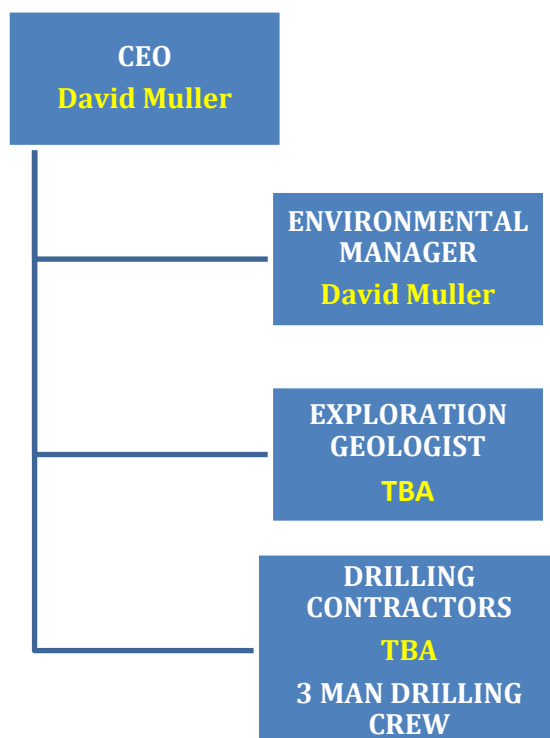 CEO
David Muller
ENVIRONMENTAL
MANAGER
David Muller
EXPLORATION
GEOLOGIST
TBA
DRILLING
CONTRACTORS
TBA
3 MAN DRILLING
CREW